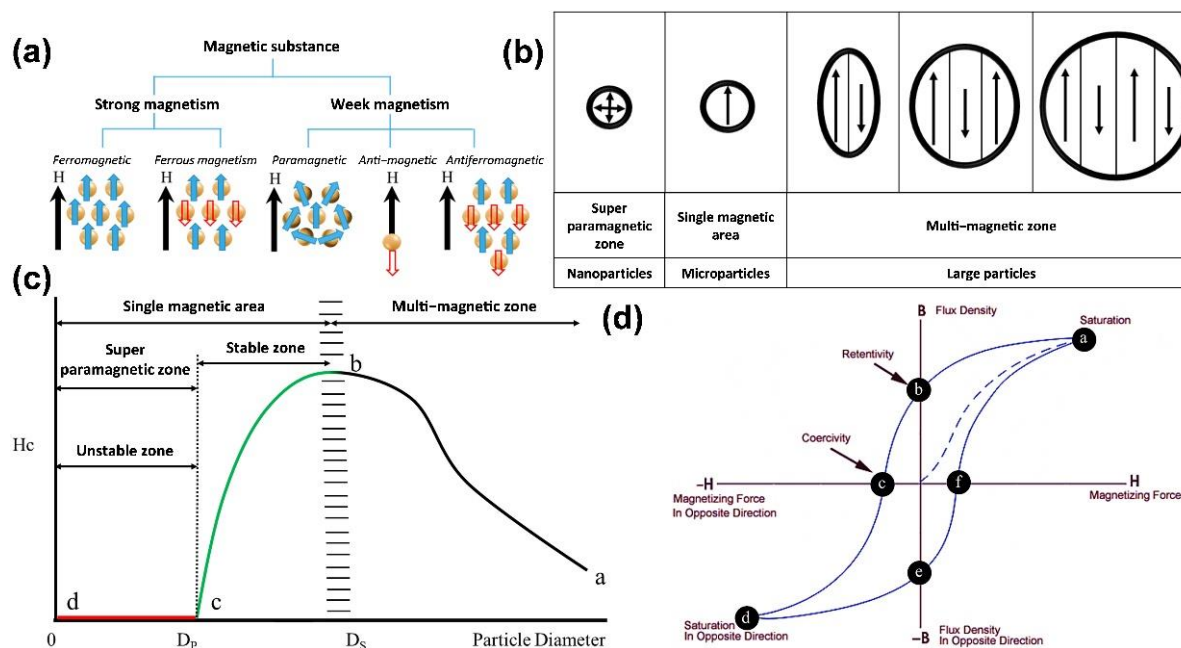 (a)
Magnetic substance
Strong magnetism
Week magnetism
Ferromagnetic
Ferrous magnetism
Paramagnetic
Anti-magnetic
Antiferromagnetic
H
H
H
H
H
(b)
Super
paramagnetic
zone
Single magnetic
area
Multi-magnetic zone
Nanoparticles
Microparticles
Large particles
(c)
Single magnetic area
Multi-magnetic zone
Super
paramagnetic zone
Stable zone
Unstable zone
Hc
b
a
d
c
0
Dₚ
Dₛ
Particle Diameter
(d)
B
Flux Density
Saturation
a
Retentivity
b
Coercivity
c
f
-H
Magnetizing Force
In Opposite Direction
H
Magnetizing Force
e
d
Saturation
In Opposite Direction
-B
Flux Density
In Opposite Direction